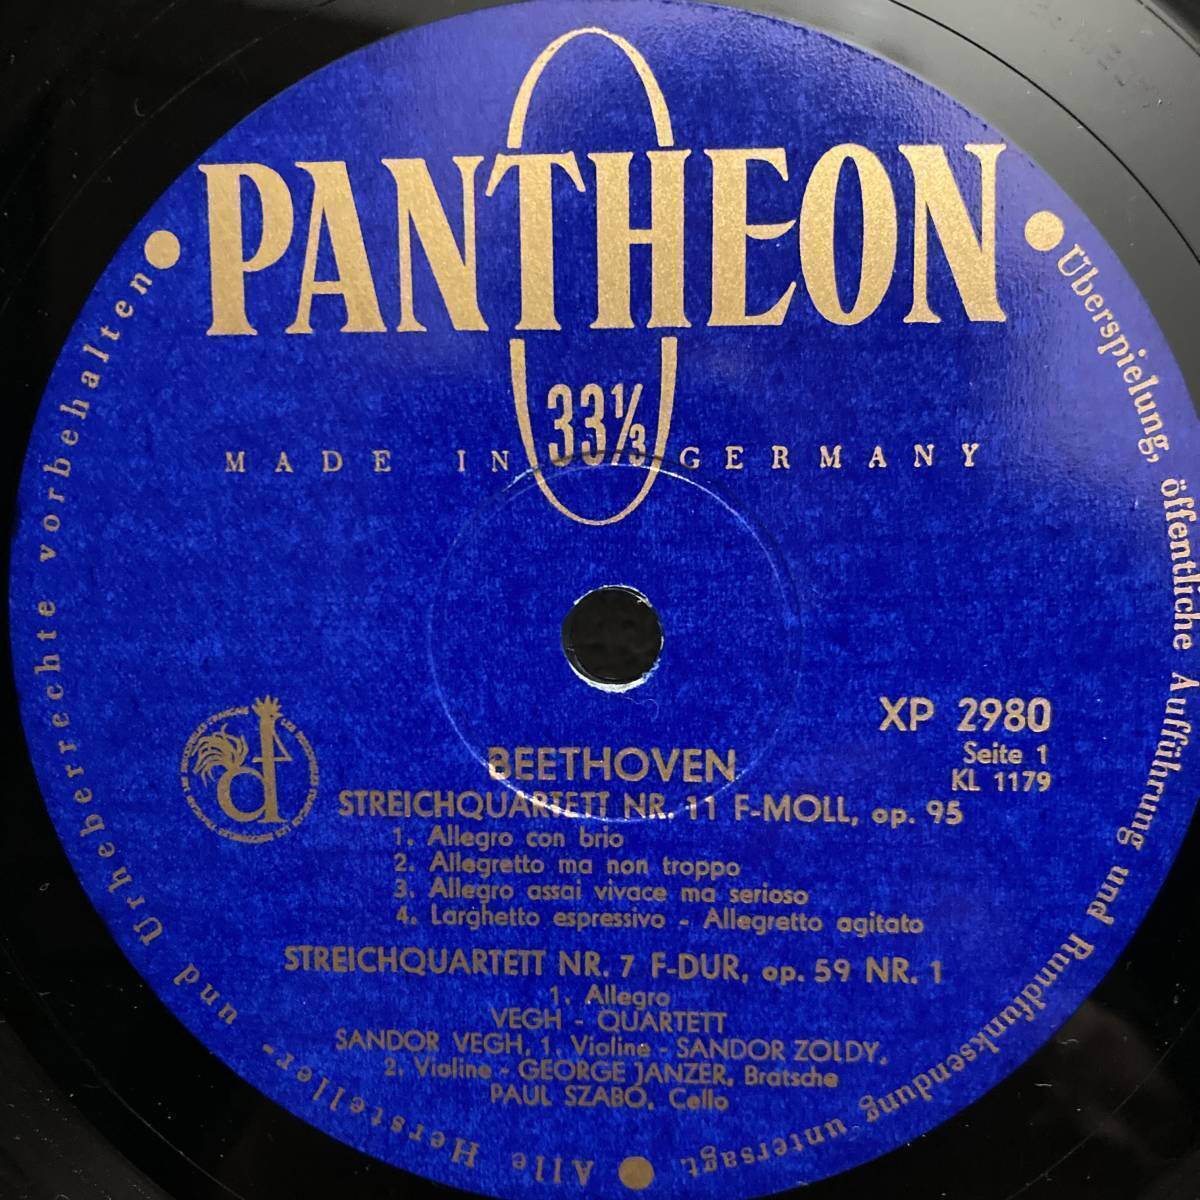 PANTHEON
33 1/3
MADE IN GERMANY
XP 2980
Seite 1
KL 1179
BEETHOVEN
STREICHQUARTETT NR. 11 F-MOLL, op. 95
1. Allegro con brio
2. Allegretto ma non troppo
3. Allegro assai vivace ma serioso
4. Larghetto espressivo - Allegretto agitato
STREICHQUARTETT NR. 7 F-DUR, op. 59 NR. 1
1. Allegro
VEGH - QUARTETT
SANDOR VEGH, 1. Violine - SANDOR ZOLDY,
2. Violine - GEORGE JANZER, Bratsche
PAUL SZABO, Cello
Alle Hersteller- und Urheberrechte vorbehalten
Überspielung, öffentliche Aufführung und Rundfunksendung untersagt